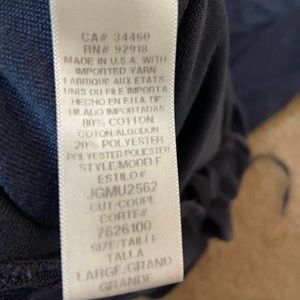 CA# 34460
RN# 92918
MADE IN U.S.A. WITH
IMPORTED YARN
FABRIQUE AUX ETATS
UNIS DU FILE IMPORTA
HECHO EN E.U.A. DE
HILADO IMPORTADAS
80% COTTON
COTON/ALGODON
20% POLYESTER
POLYESTER/POLIESTER
STYLE/MODELE
ESTILO#
JGMU2562
CUT/COUPE
CORTE#
7626100
SIZE/TAILLE
TALLA
LARGE/GRAND
GRANDE